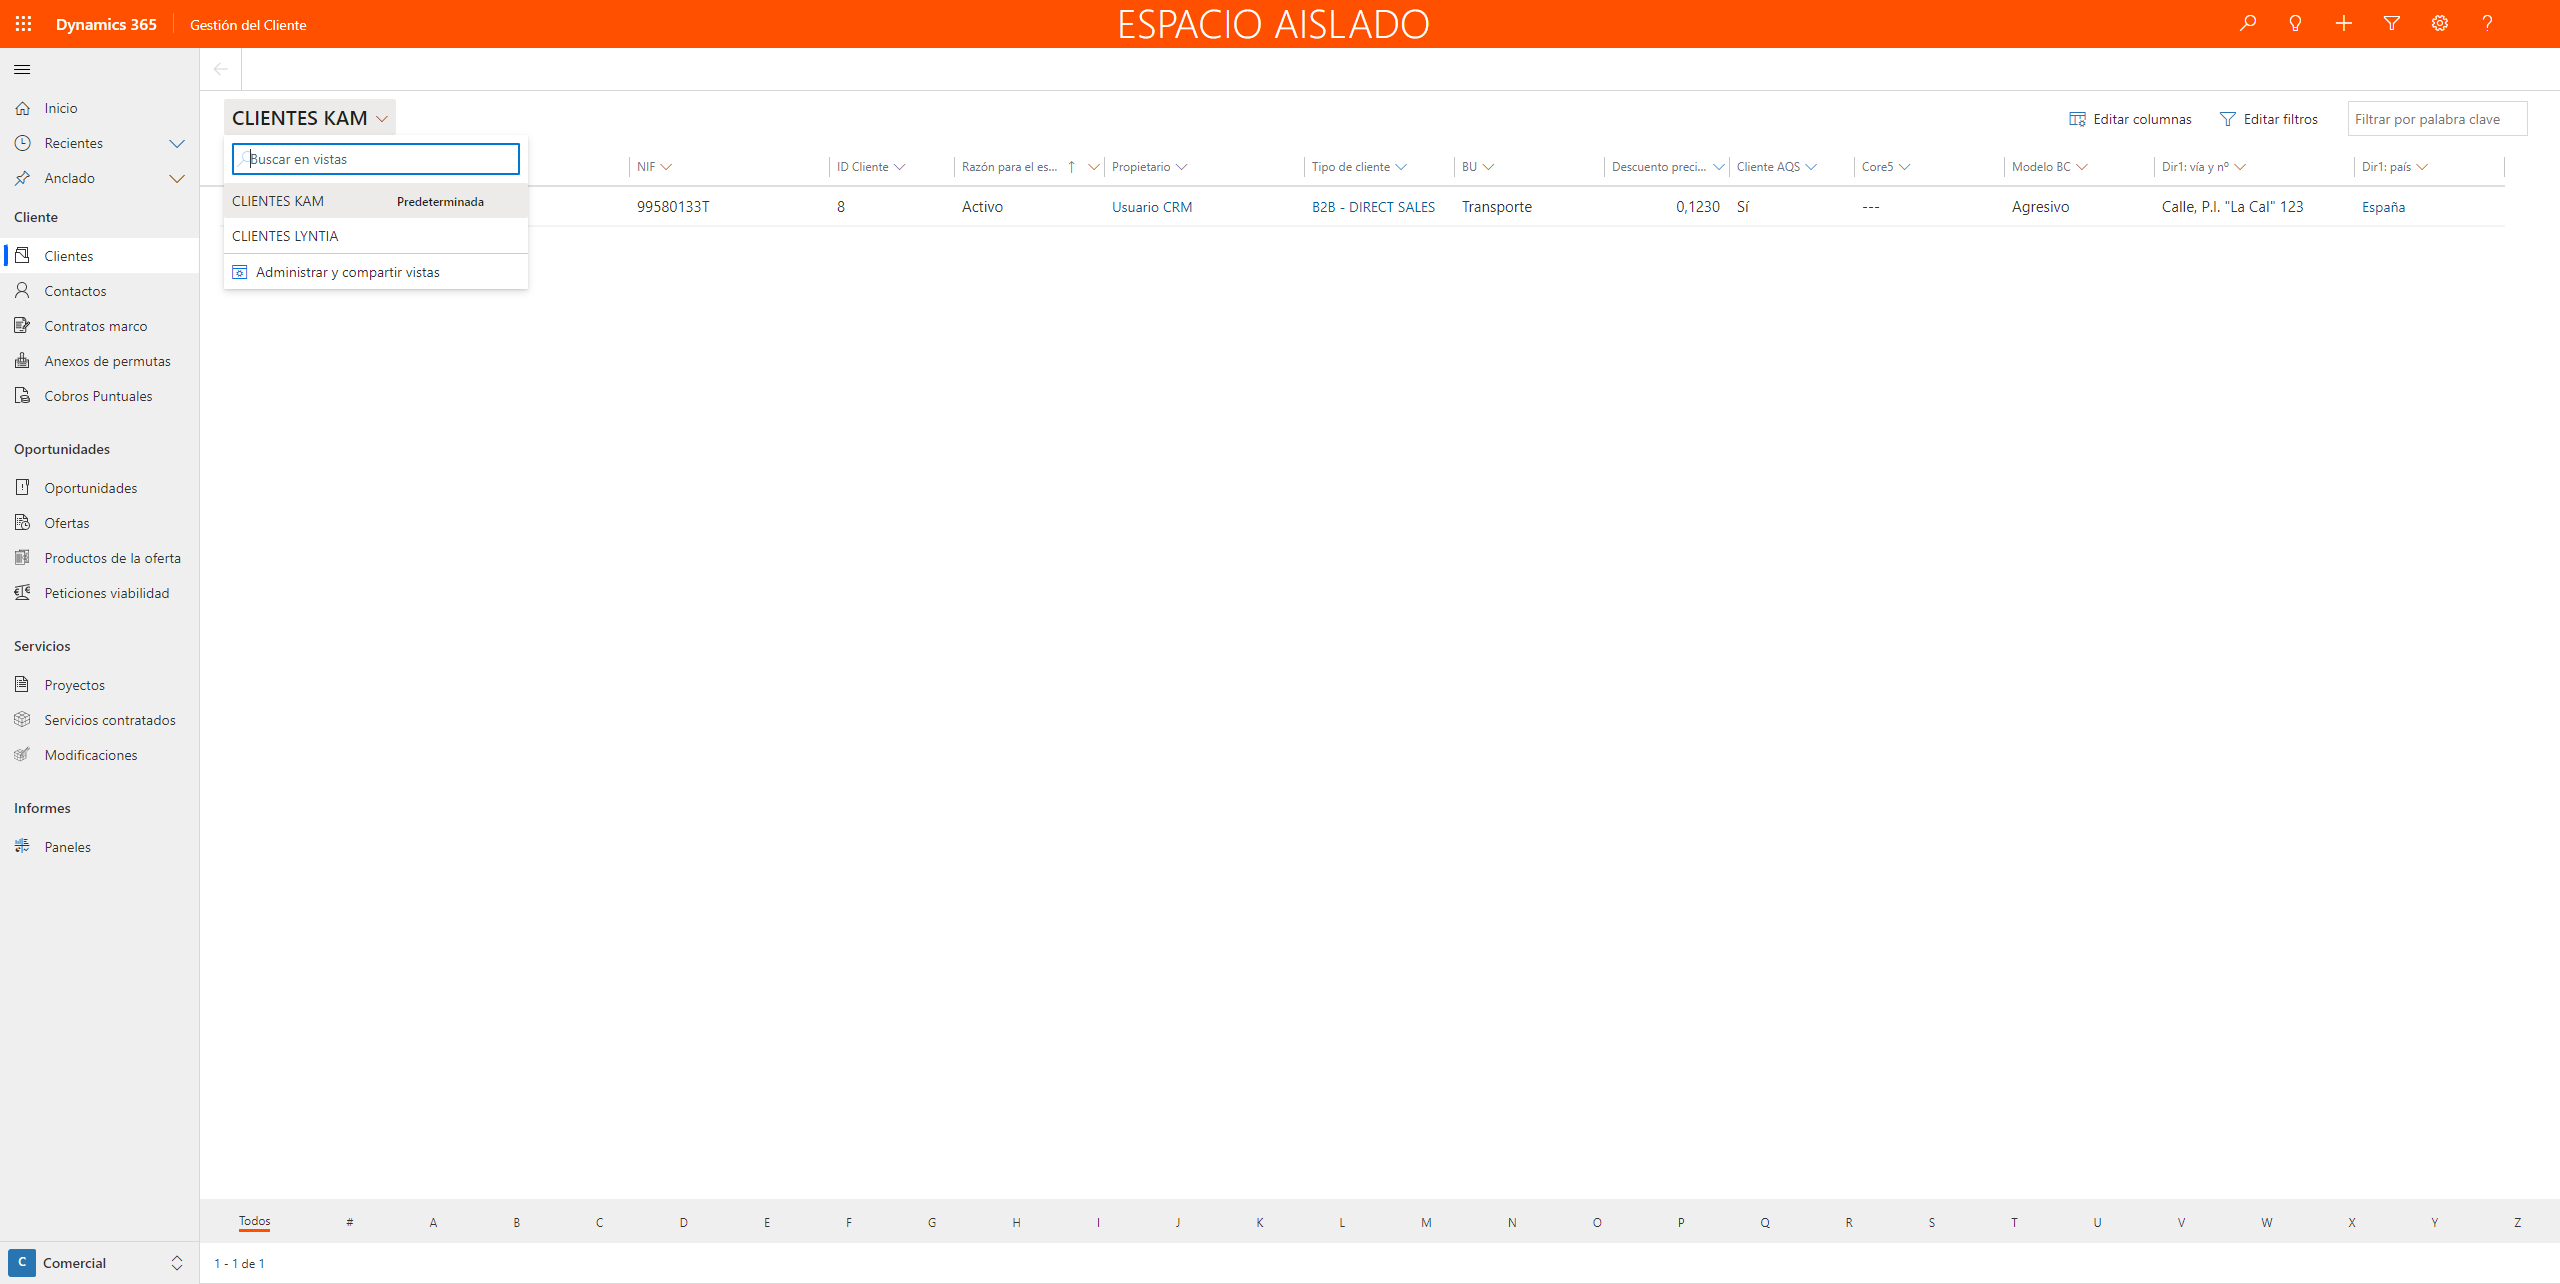 Dynamics 365 Gestión del Cliente ESPACIO AISLADO
Inicio
Recientes
Anclado
Cliente
Clientes
Contactos
Contratos marco
Anexos de permutas
Cobros Puntuales
Oportunidades
Oportunidades
Ofertas
Productos de la oferta
Peticiones viabilidad
Servicios
Proyectos
Servicios contratados
Modificaciones
Informes
Paneles
C Comercial
CLIENTES KAM
Editar columnas Editar filtros Filtrar por palabra clave
Buscar en vistas
CLIENTES KAM Predeterminada
CLIENTES LYNTIA
Administrar y compartir vistas
NIF ID Cliente Razón para el es... ↑ Propietario Tipo de cliente BU Descuento preci... Cliente AQS Core5 Modelo BC Dir1: vía y nº Dir1: país
99580133T 8 Activo Usuario CRM B2B - DIRECT SALES Transporte 0,1230 Sí --- Agresivo Calle, P.I. "La Cal" 123 España
Todos # A B C D E F G H I J K L M N O P Q R S T U V W X Y Z
1 - 1 de 1